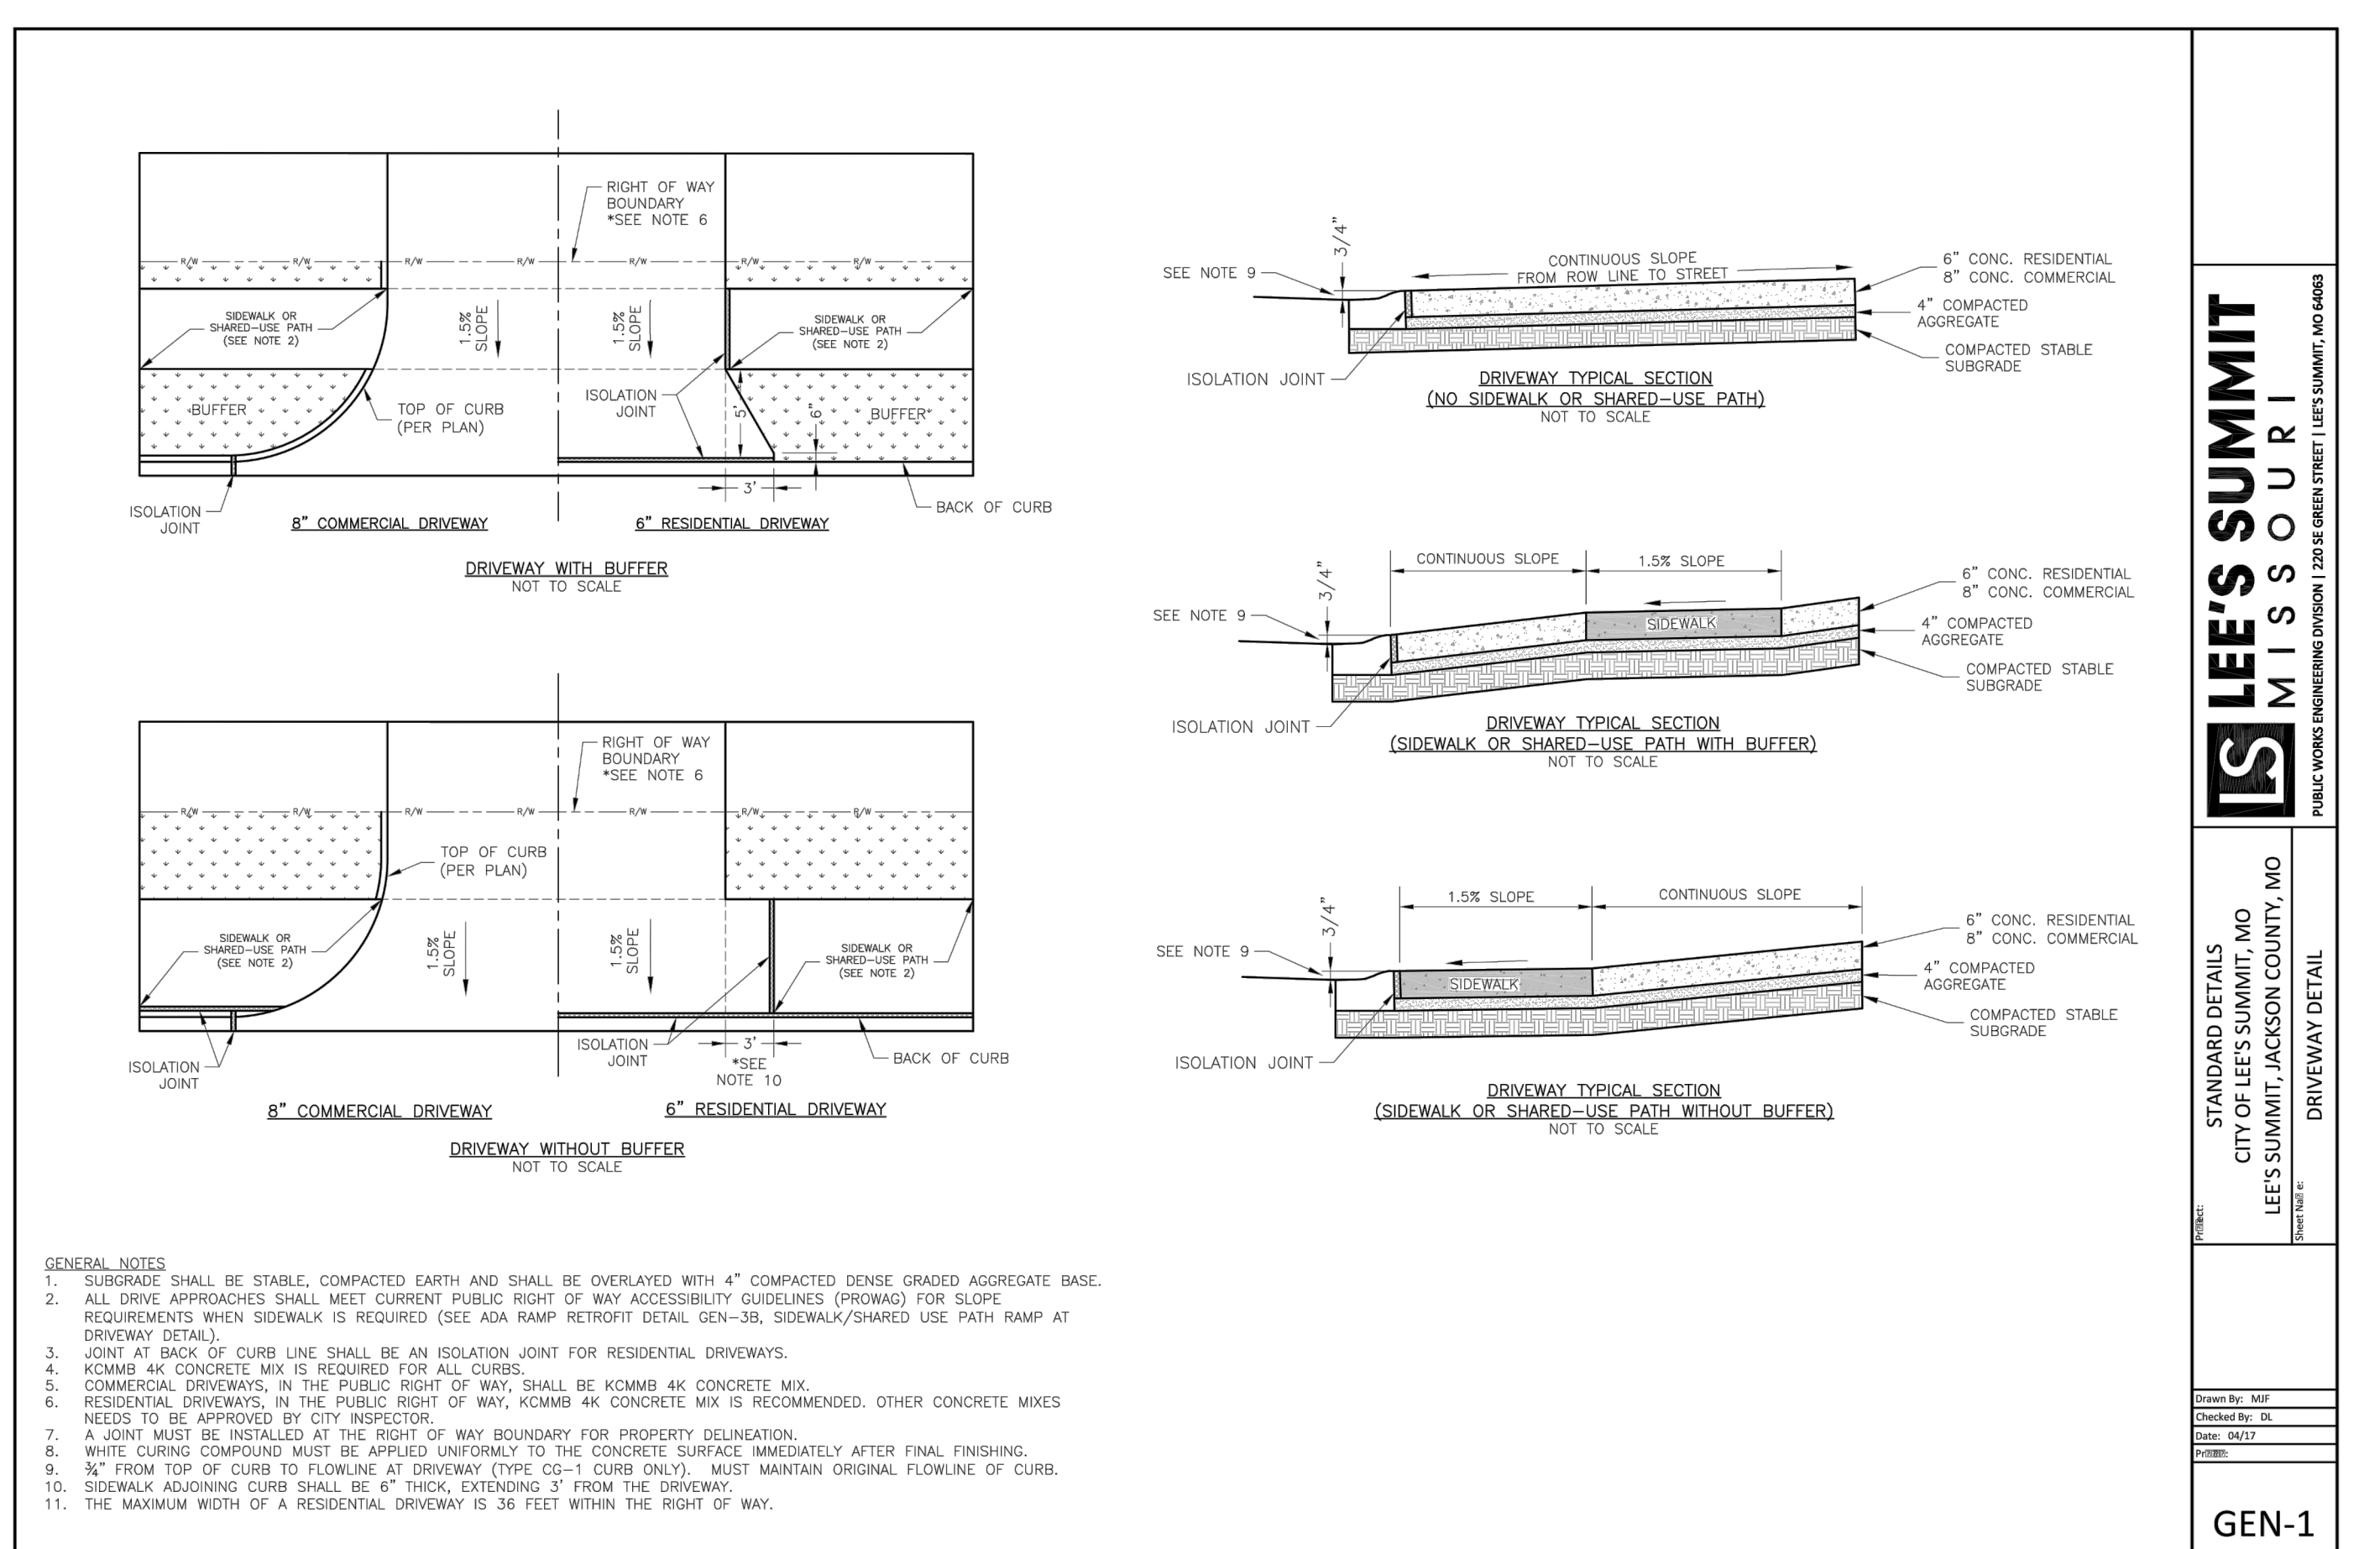 RIGHT OF WAY
BOUNDARY
*SEE NOTE 6
R/W R/W R/W R/W R/W R/W R/W
SIDEWALK OR
SHARED-USE PATH
(SEE NOTE 2)
1.5%
SLOPE
1.5%
SLOPE
SIDEWALK OR
SHARED-USE PATH
(SEE NOTE 2)
BUFFER
TOP OF CURB
(PER PLAN)
ISOLATION
JOINT
5'
6"
BUFFER
3'
ISOLATION
JOINT
BACK OF CURB
8" COMMERCIAL DRIVEWAY
6" RESIDENTIAL DRIVEWAY
DRIVEWAY WITH BUFFER
NOT TO SCALE
RIGHT OF WAY
BOUNDARY
*SEE NOTE 6
R/W R/W R/W R/W R/W R/W R/W
TOP OF CURB
(PER PLAN)
SIDEWALK OR
SHARED-USE PATH
(SEE NOTE 2)
1.5%
SLOPE
1.5%
SLOPE
SIDEWALK OR
SHARED-USE PATH
(SEE NOTE 2)
ISOLATION
JOINT
ISOLATION
JOINT
3'
*SEE
NOTE 10
BACK OF CURB
8" COMMERCIAL DRIVEWAY
6" RESIDENTIAL DRIVEWAY
DRIVEWAY WITHOUT BUFFER
NOT TO SCALE
3/4"
SEE NOTE 9
CONTINUOUS SLOPE
FROM ROW LINE TO STREET
6" CONC. RESIDENTIAL
8" CONC. COMMERCIAL
4" COMPACTED
AGGREGATE
COMPACTED STABLE
SUBGRADE
ISOLATION JOINT
DRIVEWAY TYPICAL SECTION
(NO SIDEWALK OR SHARED-USE PATH)
NOT TO SCALE
3/4"
SEE NOTE 9
CONTINUOUS SLOPE
1.5% SLOPE
SIDEWALK
6" CONC. RESIDENTIAL
8" CONC. COMMERCIAL
4" COMPACTED
AGGREGATE
COMPACTED STABLE
SUBGRADE
ISOLATION JOINT
DRIVEWAY TYPICAL SECTION
(SIDEWALK OR SHARED-USE PATH WITH BUFFER)
NOT TO SCALE
3/4"
SEE NOTE 9
1.5% SLOPE
CONTINUOUS SLOPE
SIDEWALK
6" CONC. RESIDENTIAL
8" CONC. COMMERCIAL
4" COMPACTED
AGGREGATE
COMPACTED STABLE
SUBGRADE
ISOLATION JOINT
DRIVEWAY TYPICAL SECTION
(SIDEWALK OR SHARED-USE PATH WITHOUT BUFFER)
NOT TO SCALE
GENERAL NOTES
1. SUBGRADE SHALL BE STABLE, COMPACTED EARTH AND SHALL BE OVERLAYED WITH 4" COMPACTED DENSE GRADED AGGREGATE BASE.
2. ALL DRIVE APPROACHES SHALL MEET CURRENT PUBLIC RIGHT OF WAY ACCESSIBILITY GUIDELINES (PROWAG) FOR SLOPE
REQUIREMENTS WHEN SIDEWALK IS REQUIRED (SEE ADA RAMP RETROFIT DETAIL GEN-3B, SIDEWALK/SHARED USE PATH RAMP AT
DRIVEWAY DETAIL).
3. JOINT AT BACK OF CURB LINE SHALL BE AN ISOLATION JOINT FOR RESIDENTIAL DRIVEWAYS.
4. KCMMB 4K CONCRETE MIX IS REQUIRED FOR ALL CURBS.
5. COMMERCIAL DRIVEWAYS, IN THE PUBLIC RIGHT OF WAY, SHALL BE KCMMB 4K CONCRETE MIX.
6. RESIDENTIAL DRIVEWAYS, IN THE PUBLIC RIGHT OF WAY, KCMMB 4K CONCRETE MIX IS RECOMMENDED. OTHER CONCRETE MIXES
NEEDS TO BE APPROVED BY CITY INSPECTOR.
7. A JOINT MUST BE INSTALLED AT THE RIGHT OF WAY BOUNDARY FOR PROPERTY DELINEATION.
8. WHITE CURING COMPOUND MUST BE APPLIED UNIFORMLY TO THE CONCRETE SURFACE IMMEDIATELY AFTER FINAL FINISHING.
9. ¾" FROM TOP OF CURB TO FLOWLINE AT DRIVEWAY (TYPE CG-1 CURB ONLY). MUST MAINTAIN ORIGINAL FLOWLINE OF CURB.
10. SIDEWALK ADJOINING CURB SHALL BE 6" THICK, EXTENDING 3' FROM THE DRIVEWAY.
11. THE MAXIMUM WIDTH OF A RESIDENTIAL DRIVEWAY IS 36 FEET WITHIN THE RIGHT OF WAY.
LS
LEE'S SUMMIT
MISSOURI
PUBLIC WORKS ENGINEERING DIVISION | 220 SE GREEN STREET | LEE'S SUMMIT, MO 64063
STANDARD DETAILS
CITY OF LEE'S SUMMIT, MO
LEE'S SUMMIT, JACKSON COUNTY, MO
Sheet
DRIVEWAY DETAIL
Drawn By: MJF
Checked By: DL
Date: 04/17
GEN-1